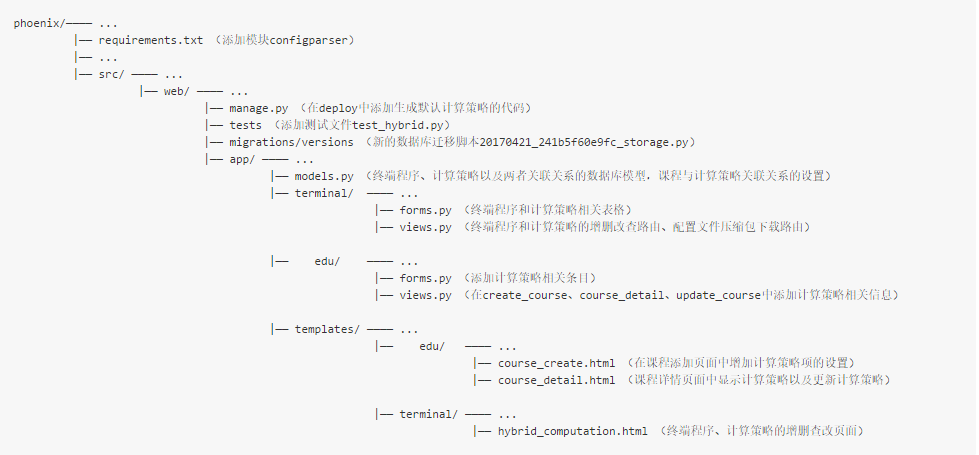 phoenix/──── ...
|── requirements.txt （添加模块configparser）
|── ...
|── src/ ──── ...
|── web/ ──── ...
|── manage.py （在deploy中添加生成默认计算策略的代码）
|── tests （添加测试文件test_hybrid.py）
|── migrations/versions （新的数据库迁移脚本20170421_241b5f60e9fc_storage.py）
|── app/ ──── ...
|── models.py （终端程序、计算策略以及两者关联关系的数据库模型．课程与计算策略关联关系的设置）
|── terminal/ ──── ...
|── forms.py （终端程序和计算策略相关表格）
|── views.py （终端程序和计算策略的增删改查路由、配置文件压缩包下载路由）
|── edu/ ──── ...
|── forms.py （添加计算策略相关条目）
|── views.py （在create_course、course_detail、update_course中添加计算策略相关信息）
|── templates/ ──── ...
|── edu/ ──── ...
|── course_create.html （在课程添加页面中增加计算策略项的设置）
|── course_detail.html （课程详情页面中显示计算策略以及更新计算策略）
|── terminal/ ──── ...
|── hybrid_computation.html （终端程序、计算策略的增删查改页面）